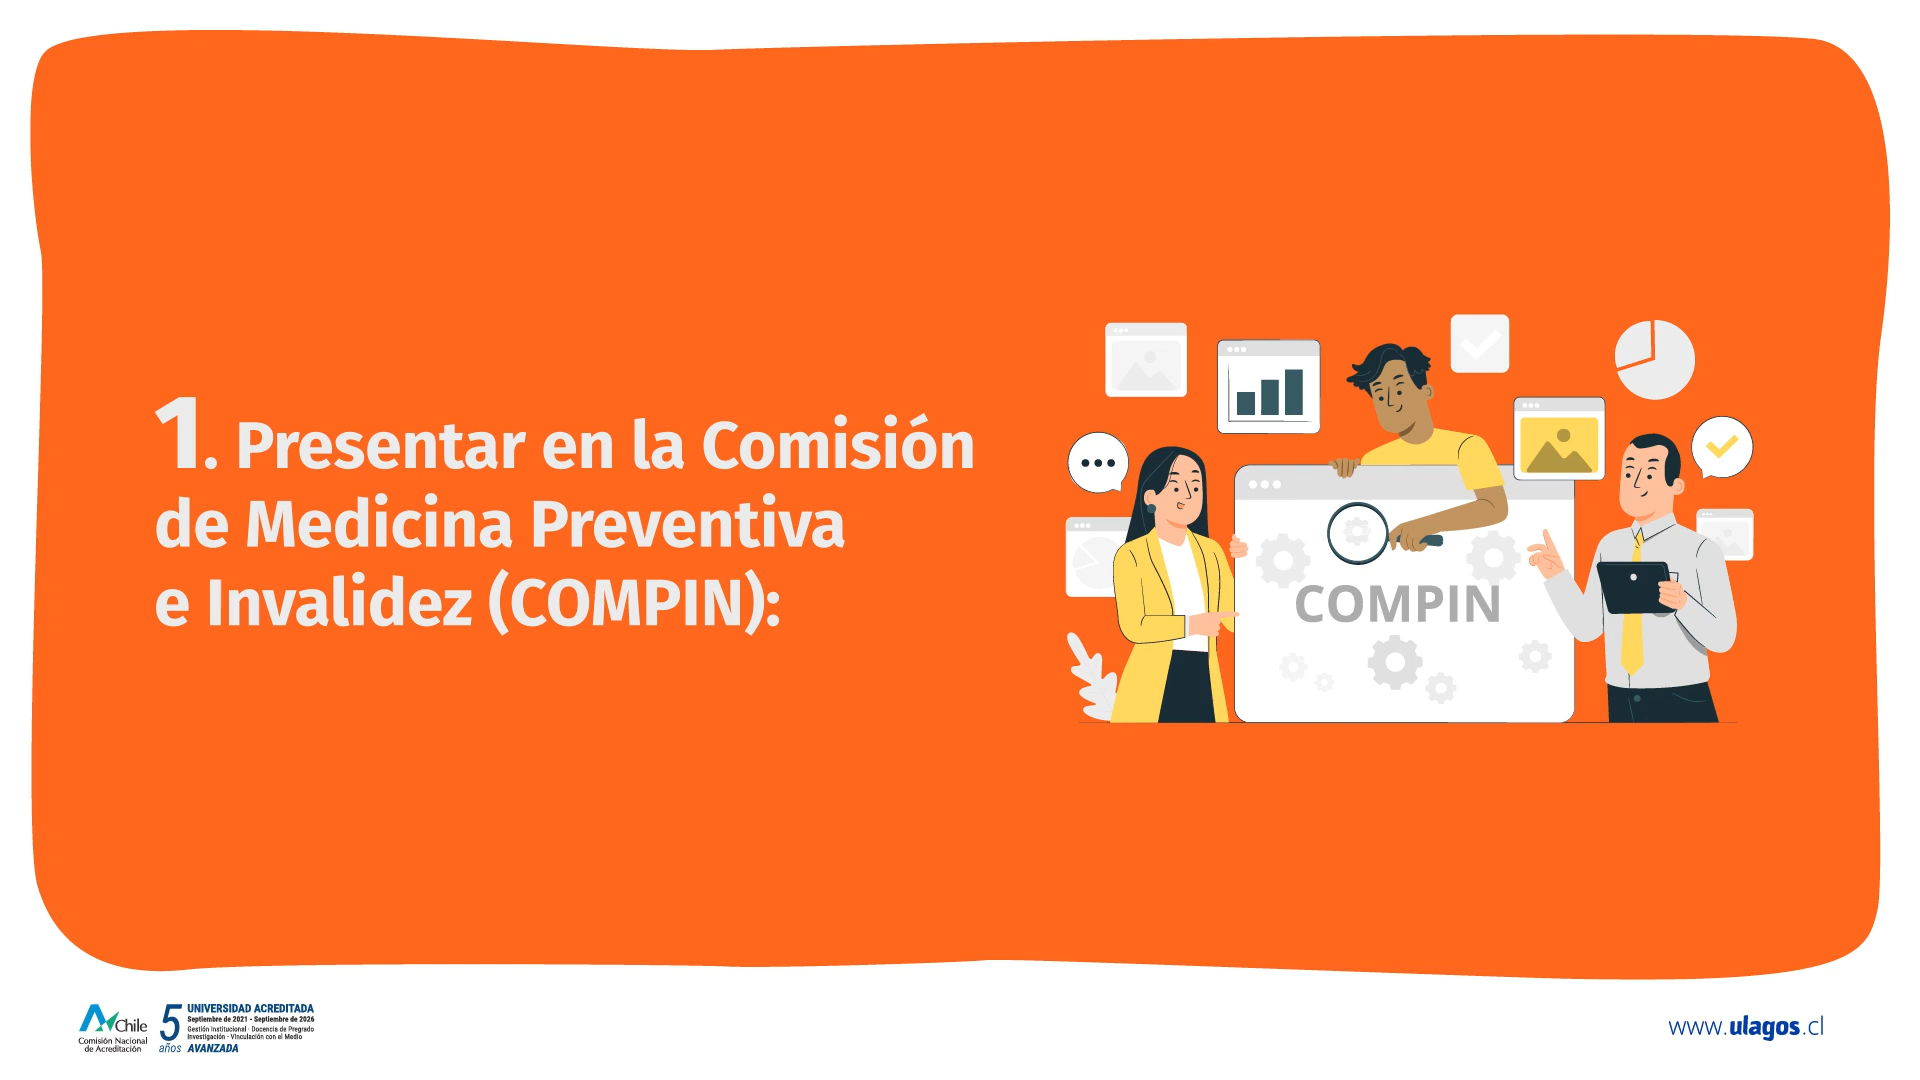 1. Presentar en la Comisión
de Medicina Preventiva
e Invalidez (COMPIN):
COMPIN
Chile
Comisión Nacional
de Acreditación
5
años
UNIVERSIDAD ACREDITADA
Septiembre de 2021 - Septiembre de 2026
Gestión Institucional · Docencia de Pregrado
Investigación · Vinculación con el Medio
AVANZADA
www.ulagos.cl